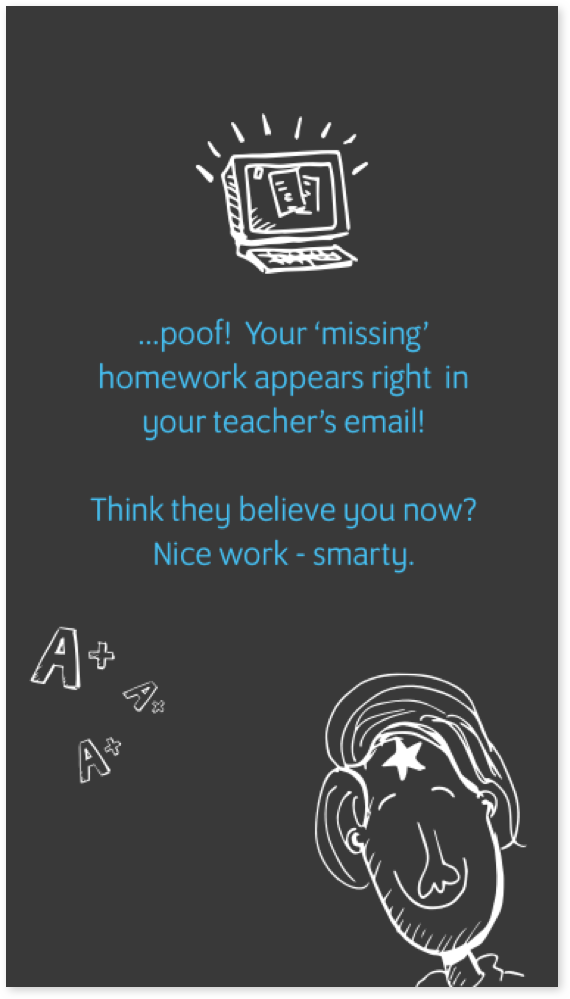 ...poof! Your ‘missing’
homework appears right in
your teacher’s email!
Think they believe you now?
Nice work - smarty.
A+
A+
A+